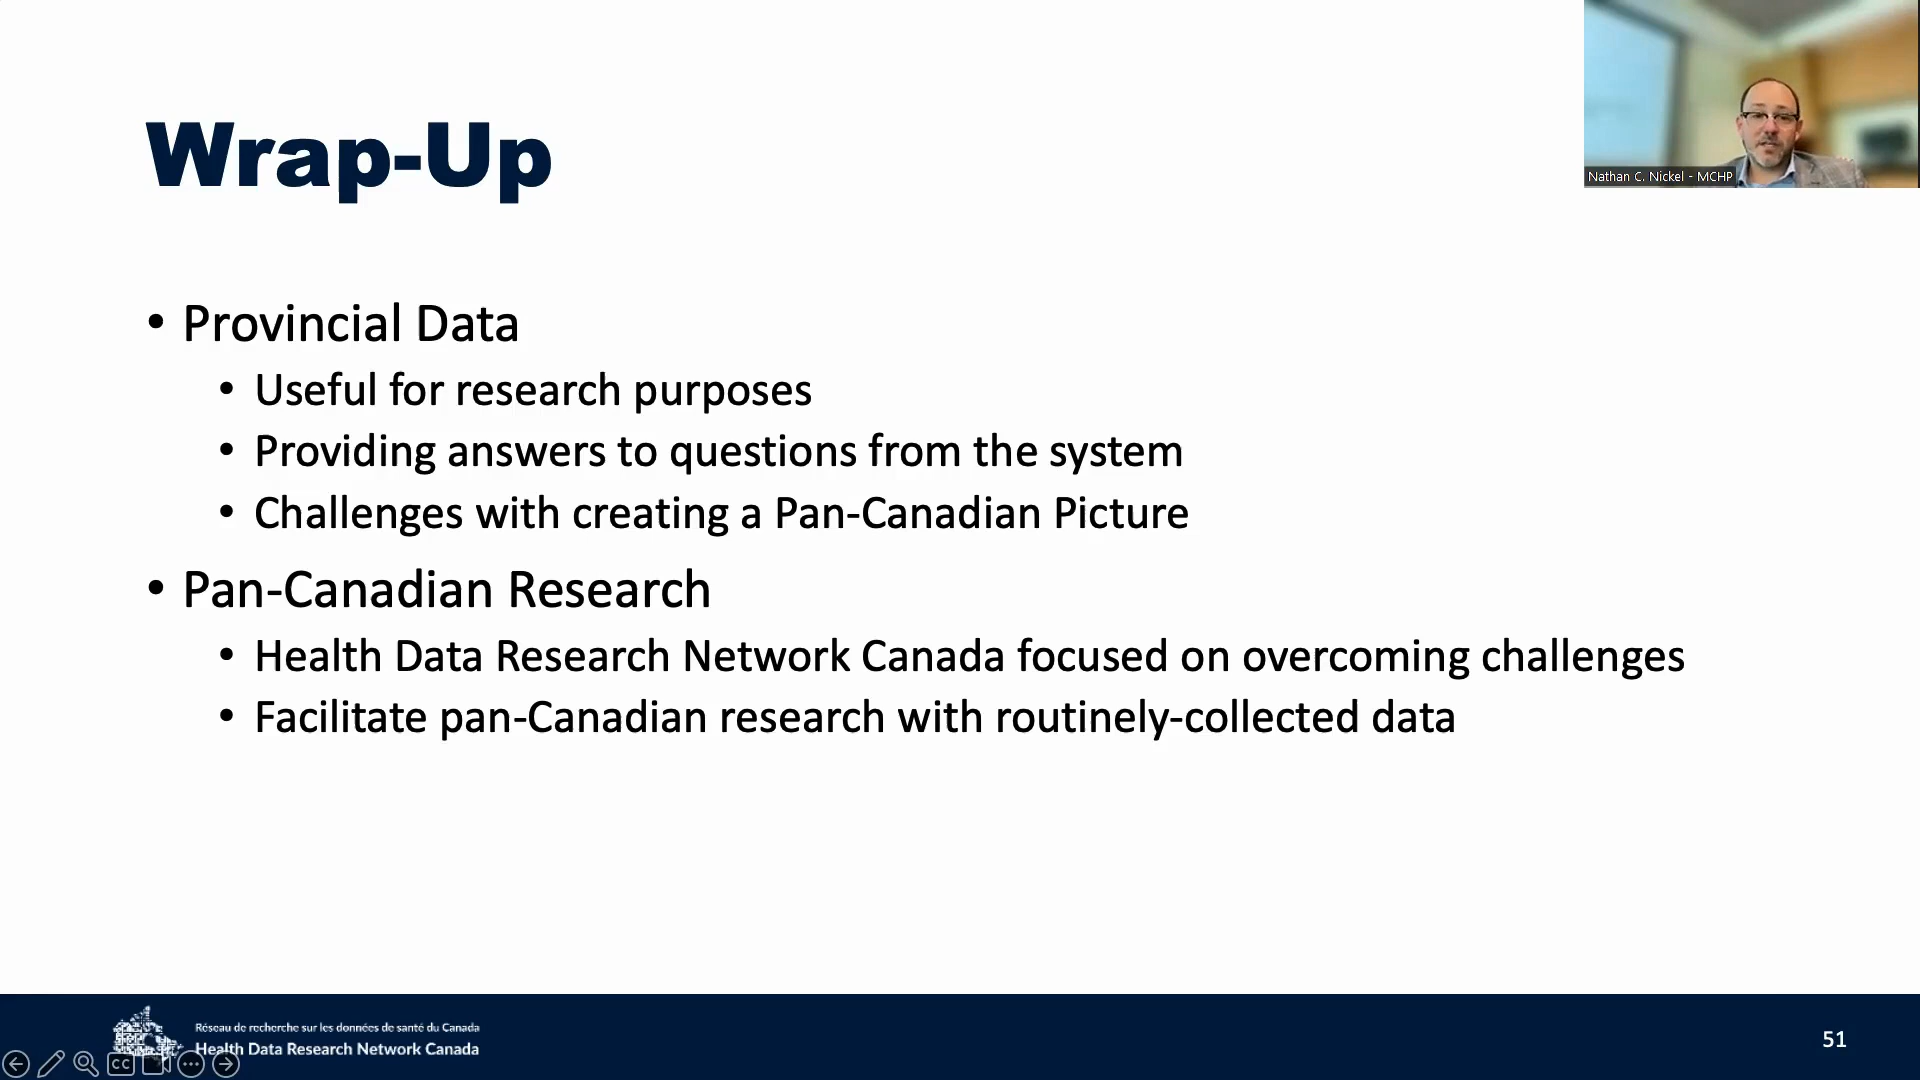 Nathan C. Nickel - MCHP
Wrap-Up
• Provincial Data
• Useful for research purposes
• Providing answers to questions from the system
• Challenges with creating a Pan-Canadian Picture
• Pan-Canadian Research
• Health Data Research Network Canada focused on overcoming challenges
• Facilitate pan-Canadian research with routinely-collected data
Réseau de recherche sur les données de santé du Canada
Health Data Research Network Canada
CC
51